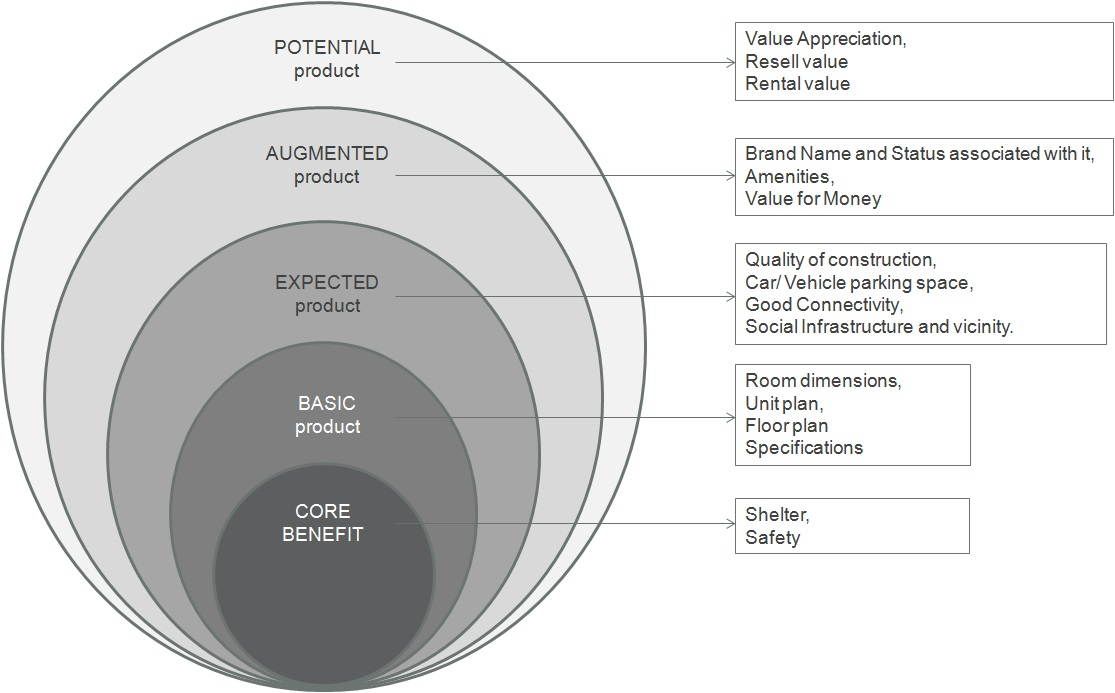 POTENTIAL
product
Value Appreciation,
Resell value
Rental value
AUGMENTED
product
Brand Name and Status associated with it,
Amenities,
Value for Money
EXPECTED
product
Quality of construction,
Car/ Vehicle parking space,
Good Connectivity,
Social Infrastructure and vicinity.
BASIC
product
Room dimensions,
Unit plan,
Floor plan
Specifications
CORE
BENEFIT
Shelter,
Safety